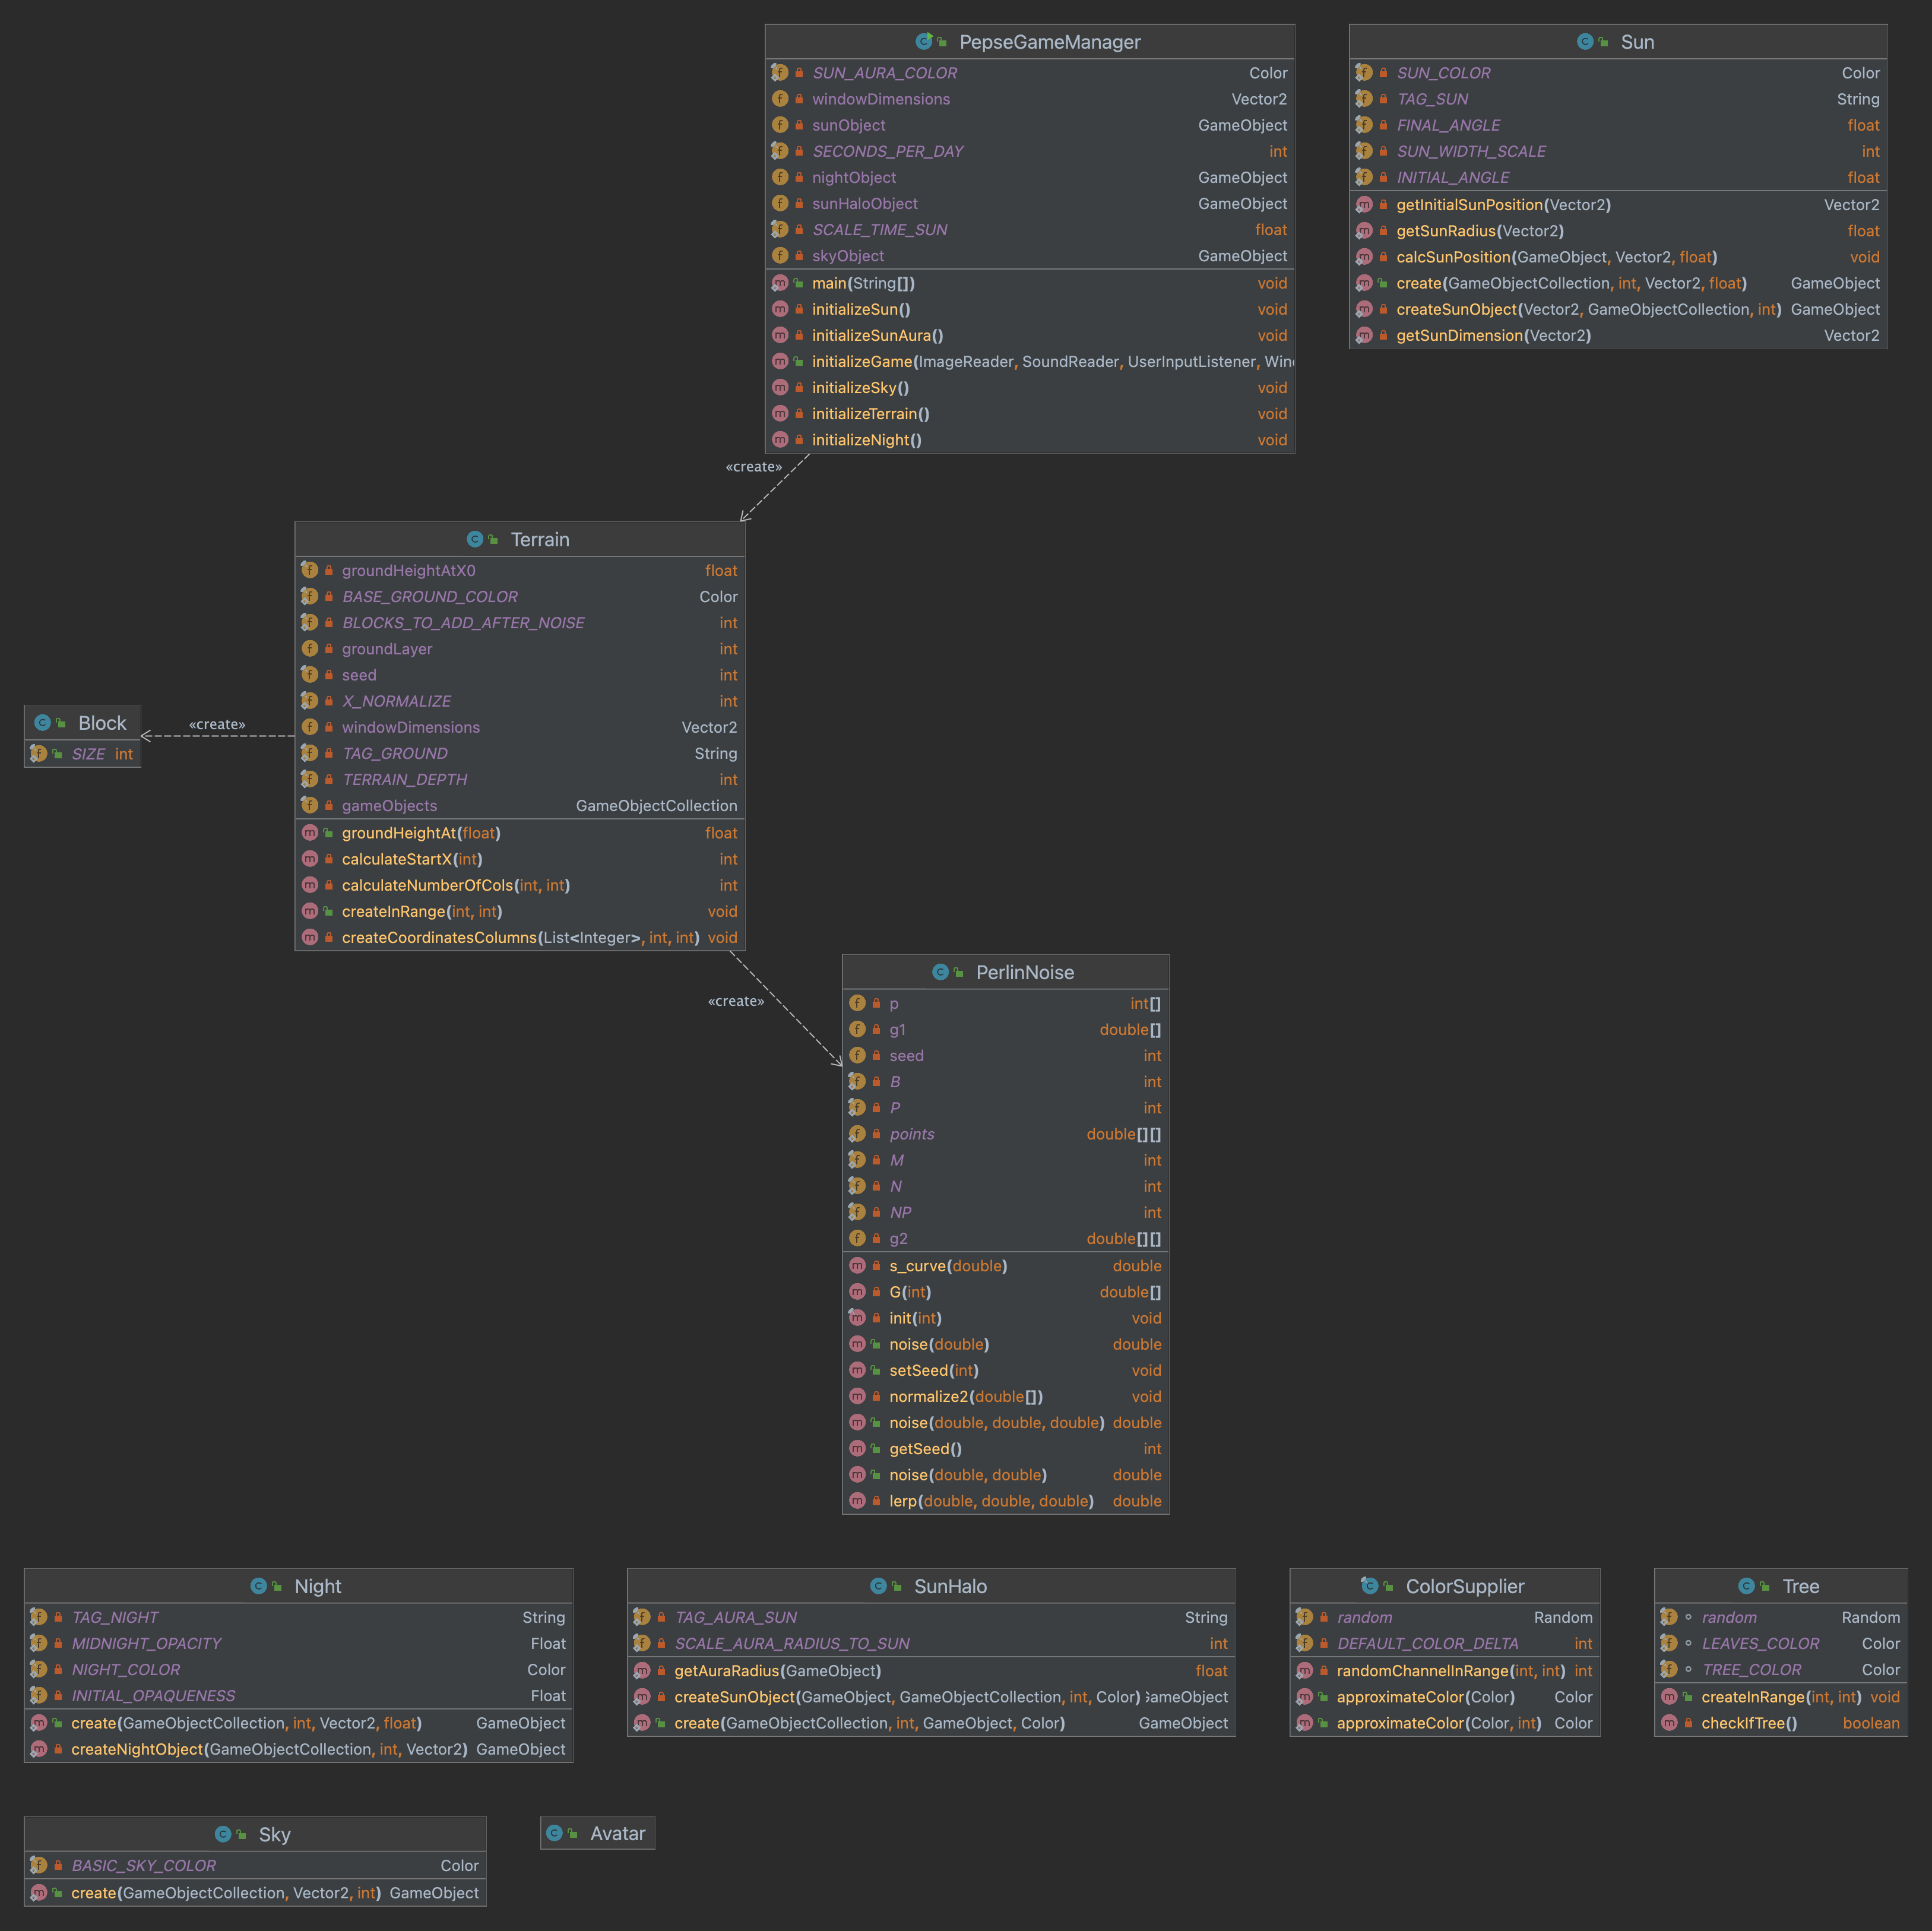 PepseGameManager
SUN_AURA_COLOR Color
windowDimensions Vector2
sunObject GameObject
SECONDS_PER_DAY int
nightObject GameObject
sunHaloObject GameObject
SCALE_TIME_SUN float
skyObject GameObject
main(String[]) void
initializeSun() void
initializeSunAura() void
initializeGame(ImageReader, SoundReader, UserInputListener, Win
initializeSky() void
initializeTerrain() void
initializeNight() void
Sun
SUN_COLOR Color
TAG_SUN String
FINAL_ANGLE float
SUN_WIDTH_SCALE int
INITIAL_ANGLE float
getInitialSunPosition(Vector2) Vector2
getSunRadius(Vector2) float
calcSunPosition(GameObject, Vector2, float) void
create(GameObjectCollection, int, Vector2, float) GameObject
createSunObject(Vector2, GameObjectCollection, int) GameObject
getSunDimension(Vector2) Vector2
«create»
Terrain
groundHeightAtX0 float
BASE_GROUND_COLOR Color
BLOCKS_TO_ADD_AFTER_NOISE int
groundLayer int
seed int
X_NORMALIZE int
windowDimensions Vector2
TAG_GROUND String
TERRAIN_DEPTH int
gameObjects GameObjectCollection
groundHeightAt(float) float
calculateStartX(int) int
calculateNumberOfCols(int, int) int
createInRange(int, int) void
createCoordinatesColumns(List<Integer>, int, int) void
«create»
Block
SIZE int
«create»
PerlinNoise
p int[]
g1 double[]
seed int
B int
P int
points double[][]
M int
N int
NP int
g2 double[][]
s_curve(double) double
G(int) double[]
init(int) void
noise(double) double
setSeed(int) void
normalize2(double[]) void
noise(double, double, double) double
getSeed() int
noise(double, double) double
lerp(double, double, double) double
Night
TAG_NIGHT String
MIDNIGHT_OPACITY Float
NIGHT_COLOR Color
INITIAL_OPAQUENESS Float
create(GameObjectCollection, int, Vector2, float) GameObject
createNightObject(GameObjectCollection, int, Vector2) GameObject
SunHalo
TAG_AURA_SUN String
SCALE_AURA_RADIUS_TO_SUN int
getAuraRadius(GameObject) float
createSunObject(GameObject, GameObjectCollection, int, Color) GameObject
create(GameObjectCollection, int, GameObject, Color) GameObject
ColorSupplier
random Random
DEFAULT_COLOR_DELTA int
randomChannelInRange(int, int) int
approximateColor(Color) Color
approximateColor(Color, int) Color
Tree
random Random
LEAVES_COLOR Color
TREE_COLOR Color
createInRange(int, int) void
checkIfTree() boolean
Sky
BASIC_SKY_COLOR Color
create(GameObjectCollection, Vector2, int) GameObject
Avatar